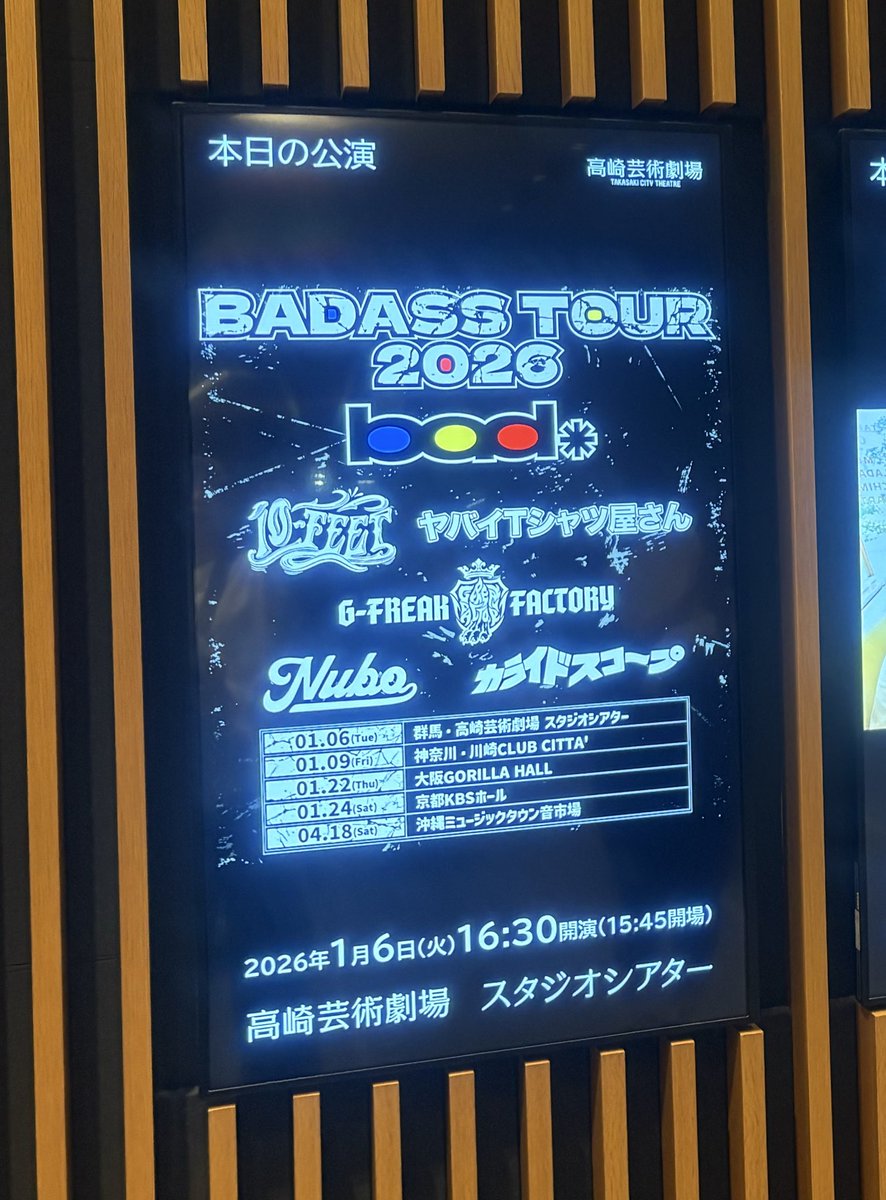 本日の公演
高崎芸術劇場
TAKASAKI CITY THEATRE
BADASS TOUR
2026
bad*
10-FEET ヤバイTシャツ屋さん
G-FREAK FACTORY
Nubo カライドスコープ
01.06(Tue) 群馬・高崎芸術劇場 スタジオシアター
01.09(Fri) 神奈川・川崎CLUB CITTA'
01.22(Thu) 大阪GORILLA HALL
01.24(Sat) 京都KBSホール
04.18(Sat) 沖縄ミュージックタウン音市場
2026年1月6日(火)16:30開演(15:45開場)
高崎芸術劇場 スタジオシアター
本